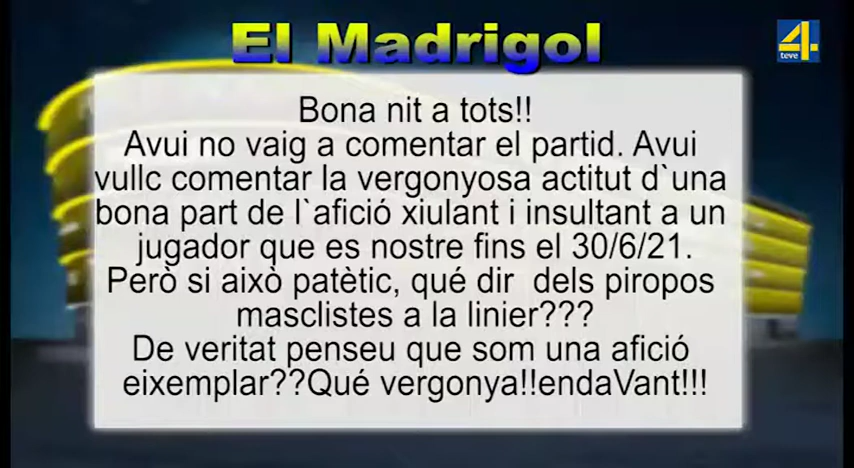 El Madrigol
4
teve
Bona nit a tots!!
Avui no vaig a comentar el partid. Avui
vullc comentar la vergonyosa actitut d`una
bona part de l`afició xiulant i insultant a un
jugador que es nostre fins el 30/6/21.
Però si això patètic, qué dir  dels piropos
masclistes a la linier???
De veritat penseu que som una afició
eixemplar??Qué vergonya!!endaVant!!!